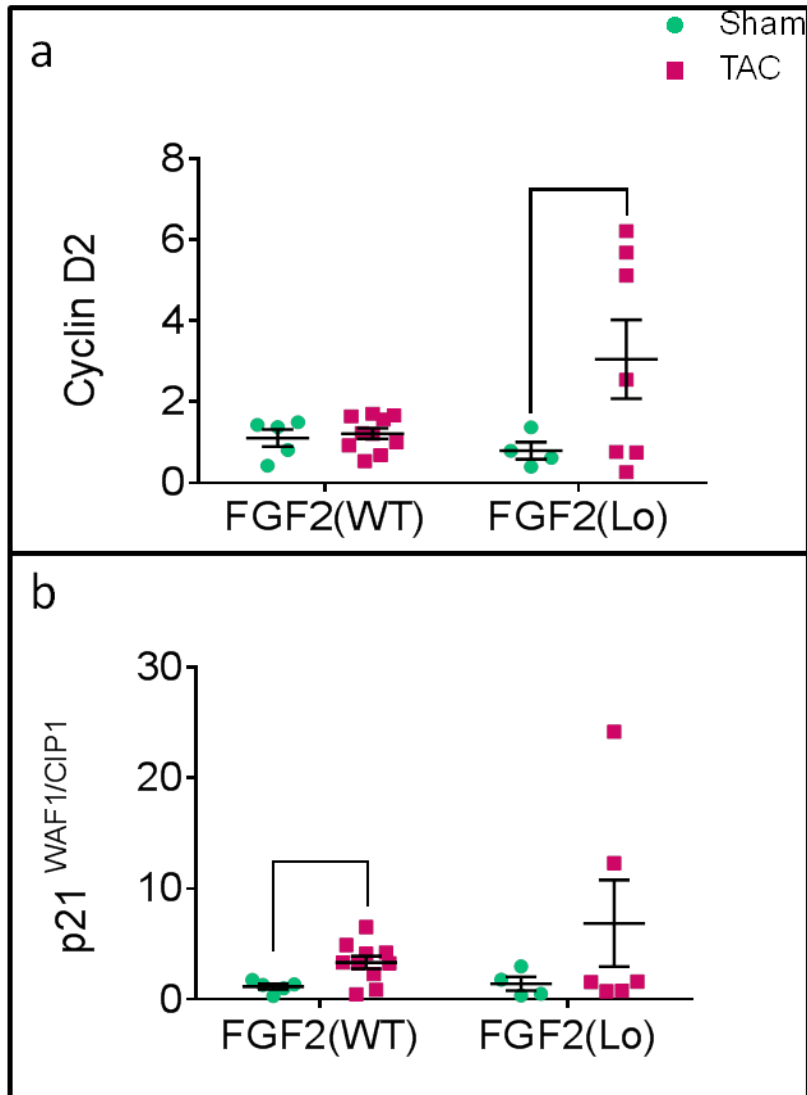 a
Sham
TAC
Cyclin D2
8
6
4
2
0
FGF2(WT) FGF2(Lo)
b
p21 WAF1/CIP1
30
20
10
0
FGF2(WT) FGF2(Lo)